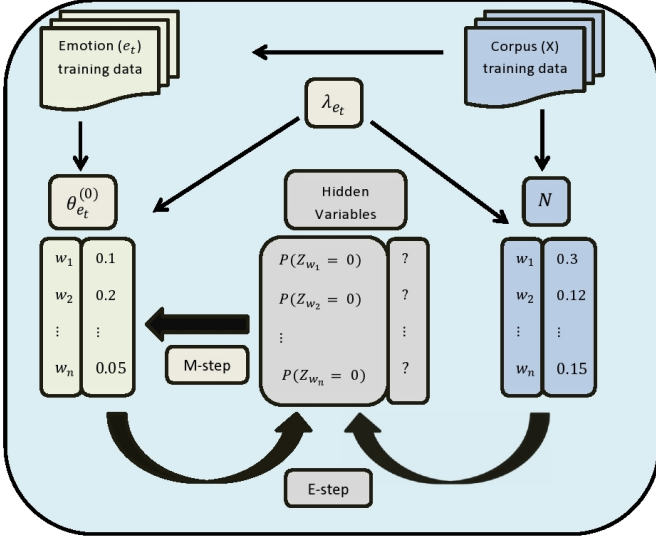 Emotion (e_t)
training data
Corpus (X)
training data
λ_{e_t}
θ_{e_t}^{(0)}
Hidden
Variables
N
w_1 0.1
w_2 0.2
⋮ ⋮
w_n 0.05
P(Z_{w_1} = 0) ?
P(Z_{w_2} = 0) ?
⋮ ⋮
P(Z_{w_n} = 0) ?
w_1 0.3
w_2 0.12
⋮ ⋮
w_n 0.15
M-step
E-step